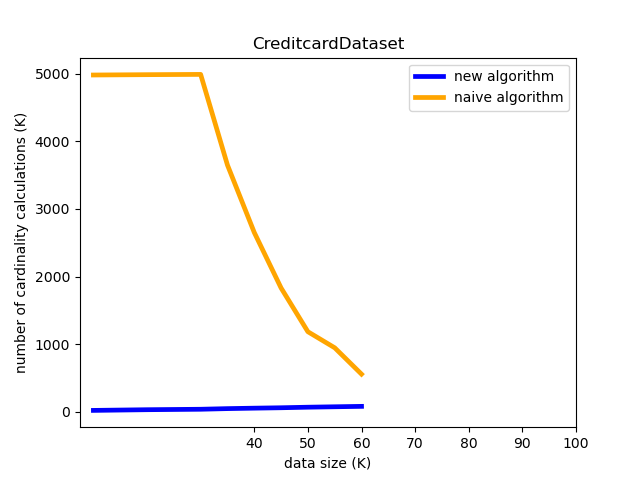 CreditcardDataset
new algorithm
naive algorithm
number of cardinality calculations (K)
5000
4000
3000
2000
1000
0
40 50 60 70 80 90 100
data size (K)